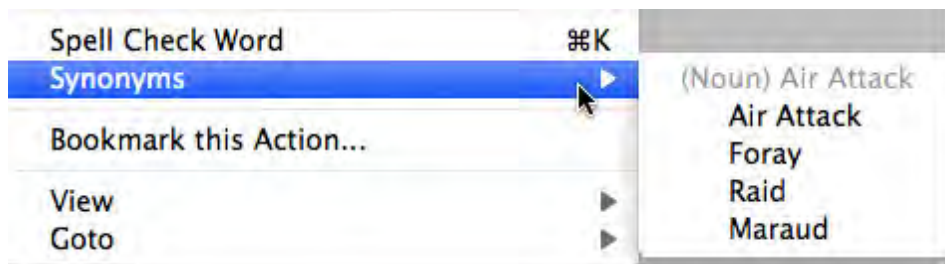 Spell Check Word ⌘K
Synonyms
Bookmark this Action...
View
Goto
(Noun) Air Attack
Air Attack
Foray
Raid
Maraud